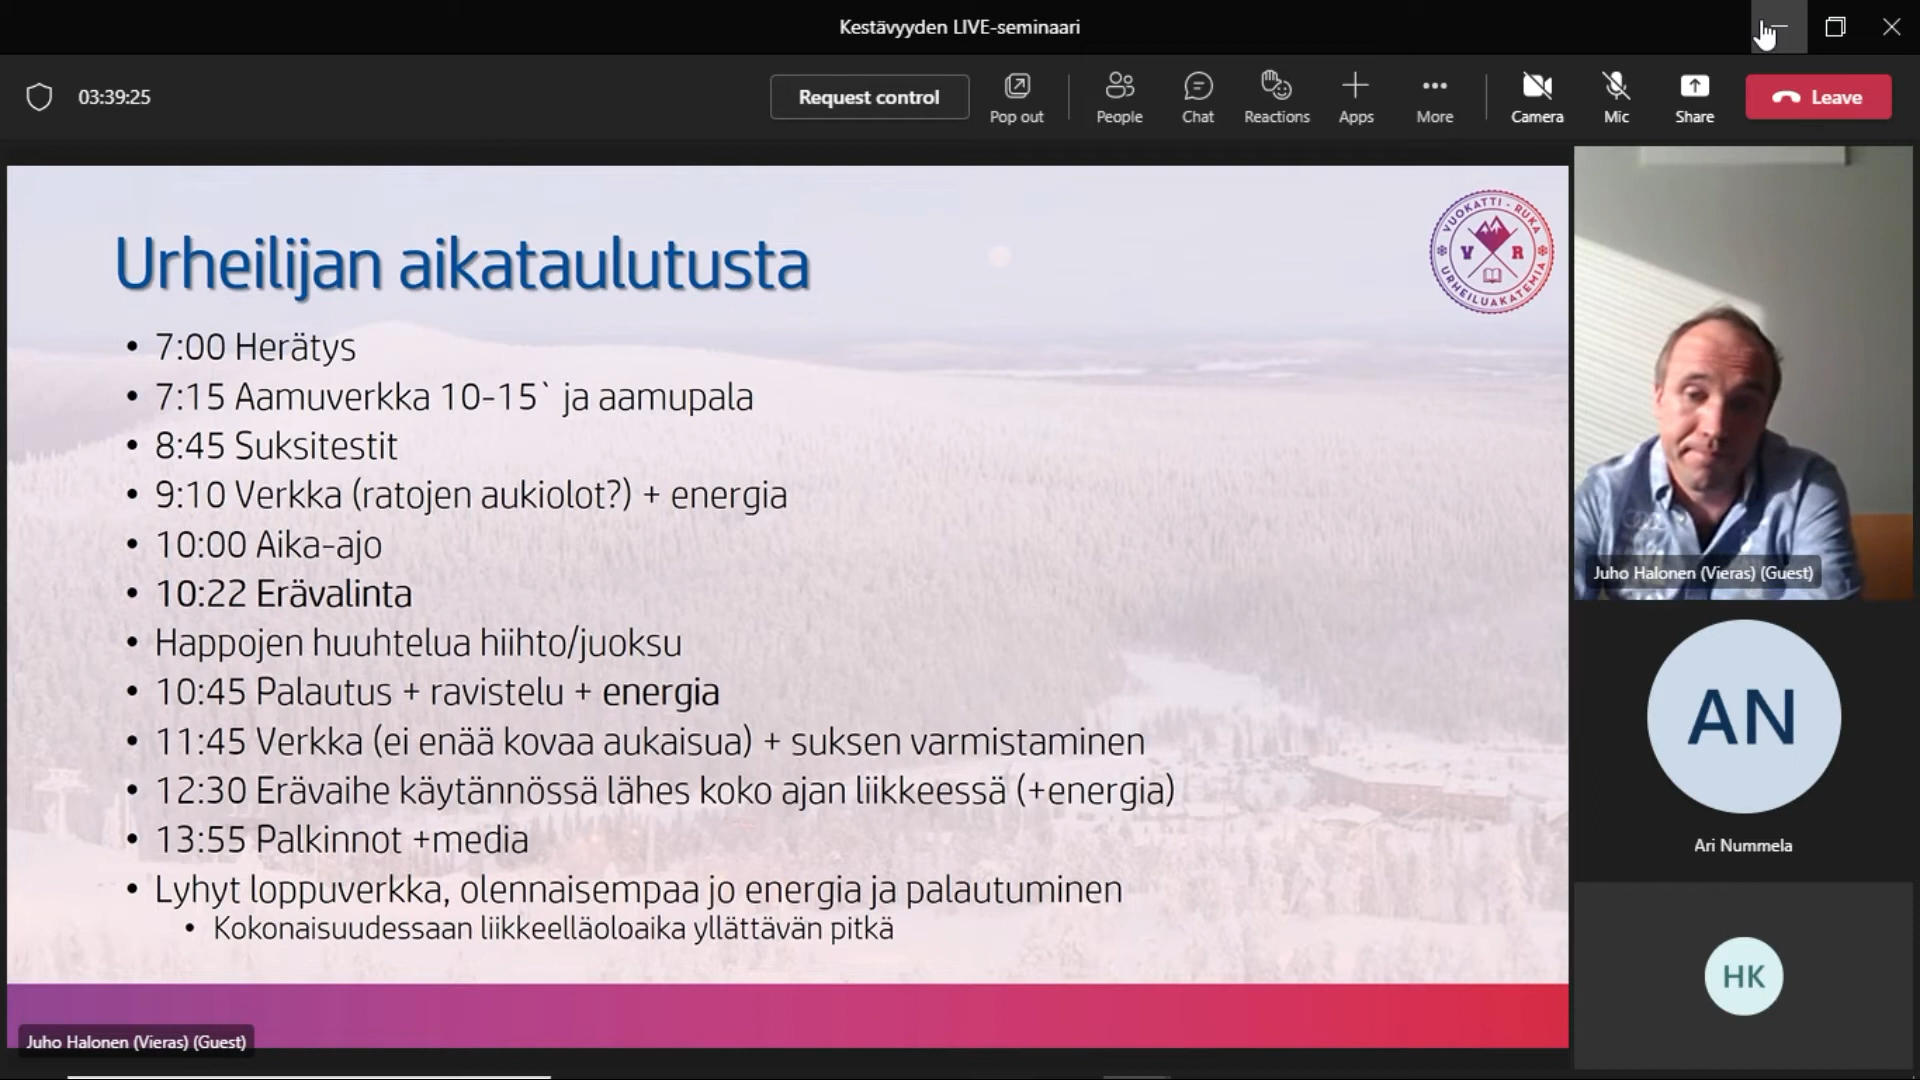 Kestävyyden LIVE-seminaari
03:39:25
Request control
Pop out
People
Chat
Reactions
Apps
More
Camera
Mic
Share
Leave
Urheilijan aikataulutusta
VUOKATTI - RUKA
V R
URHEILUAKATEMIA
• 7:00 Herätys
• 7:15 Aamuverkka 10-15` ja aamupala
• 8:45 Suksitestit
• 9:10 Verkka (ratojen aukiolot?) + energia
• 10:00 Aika-ajo
• 10:22 Erävalinta
• Happojen huuhtelua hiihto/juoksu
• 10:45 Palautus + ravistelu + energia
• 11:45 Verkka (ei enää kovaa aukaisua) + suksen varmistaminen
• 12:30 Erävaihe käytännössä lähes koko ajan liikkeessä (+energia)
• 13:55 Palkinnot +media
• Lyhyt loppuverkka, olennaisempaa jo energia ja palautuminen
• Kokonaisuudessaan liikkeelläoloaika yllättävän pitkä
Juho Halonen (Vieras) (Guest)
Juho Halonen (Vieras) (Guest)
AN
Ari Nummela
HK